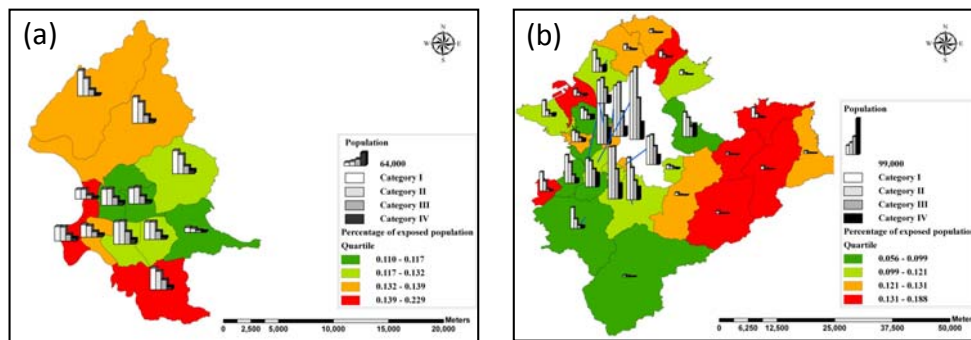 (a)
N
W E
S
Population
64,000
Category I
Category II
Category III
Category IV
Percentage of exposed population
Quartile
0.110 - 0.117
0.117 - 0.132
0.132 - 0.139
0.139 - 0.229
Meters
0 2,500 5,000 10,000 15,000 20,000
(b)
N
W E
S
Population
99,000
Category I
Category II
Category III
Category IV
Percentage of exposed population
Quartile
0.056 - 0.099
0.099 - 0.121
0.121 - 0.131
0.131 - 0.188
Meters
0 6,250 12,500 25,000 37,500 50,000